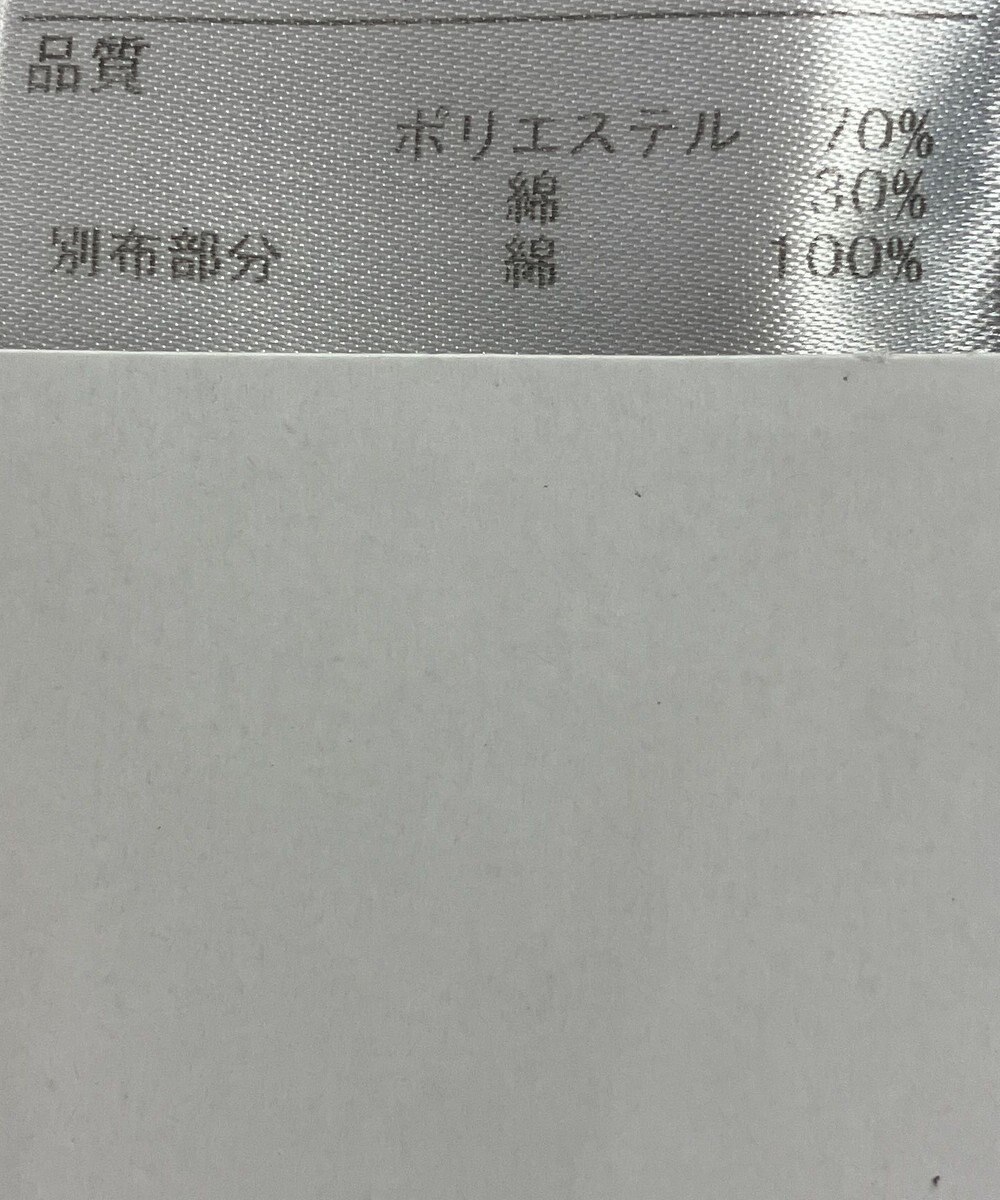 品質
ポリエステル 70%
綿 30%
別布部分 綿 100%